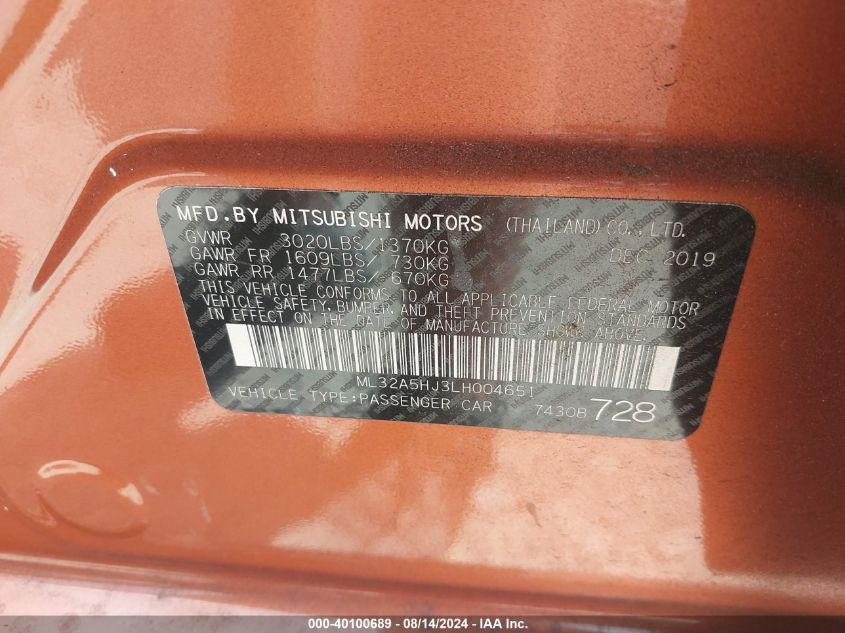 MFD.BY MITSUBISHI MOTORS (THAILAND) CO., LTD.
GVWR 3020LBS/1370KG DEC 2019
GAWR FR 1609LBS/ 730KG
GAWR RR 1477LBS/ 670KG
THIS VEHICLE CONFORMS TO ALL APPLICABLE FEDERAL MOTOR
VEHICLE SAFETY, BUMPER, AND THEFT PREVENTION STANDARDS
IN EFFECT ON THE DATE OF MANUFACTURE SHOWN ABOVE.
ML32A5HJ3LH004651
VEHICLE TYPE:PASSENGER CAR 7430B 728
000-40100689 - 08/14/2024 - IAA Inc.